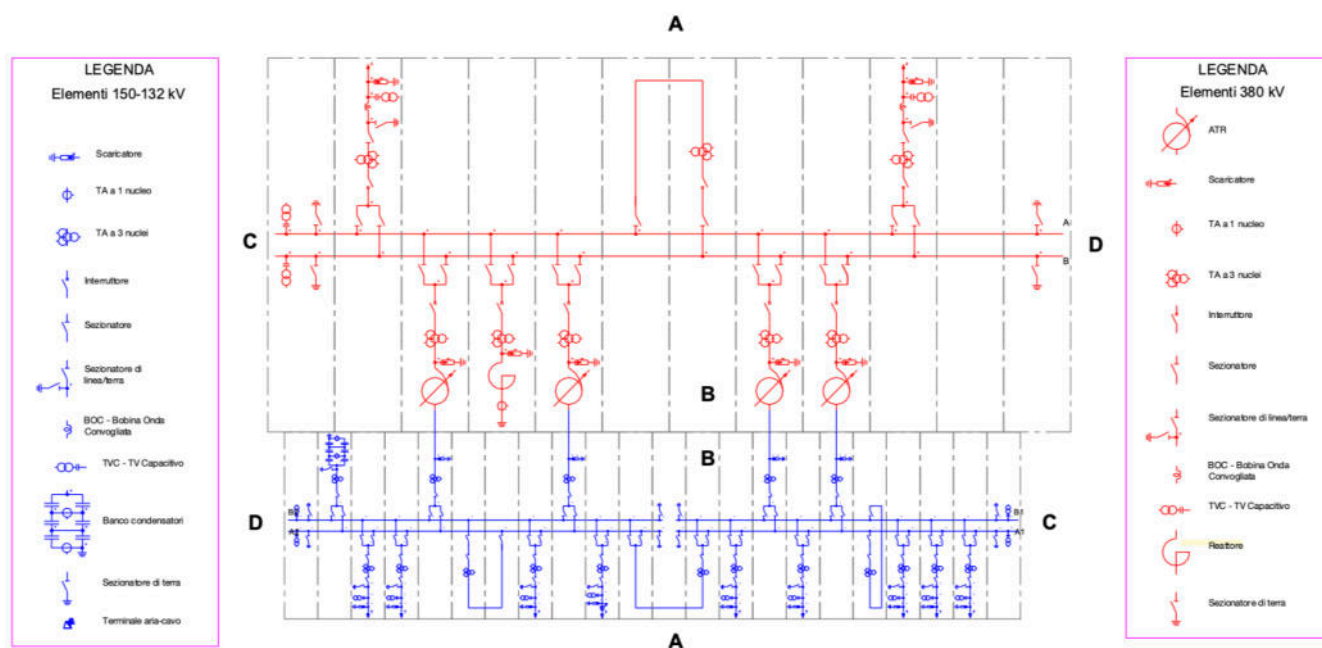 A
LEGENDA
Elementi 150-132 kV
Scaricatore
TA a 1 nucleo
TA a 3 nuclei
Interruttore
Sezionatore
Sezionatore di
linea/terra
BOC - Bobina Onda
Convogliata
TVC - TV Capacitivo
Banco condensatori
Sezionatore di terra
Terminale aria-cavo
C
A
B
D
B
B
D
B
A
B1
A1
C
A
LEGENDA
Elementi 380 kV
ATR
Scaricatore
TA a 1 nucleo
TA a 3 nuclei
Interruttore
Sezionatore
Sezionatore di linea/terra
BOC - Bobina Onda
Convogliata
TVC - TV Capacitivo
Reattore
Sezionatore di terra